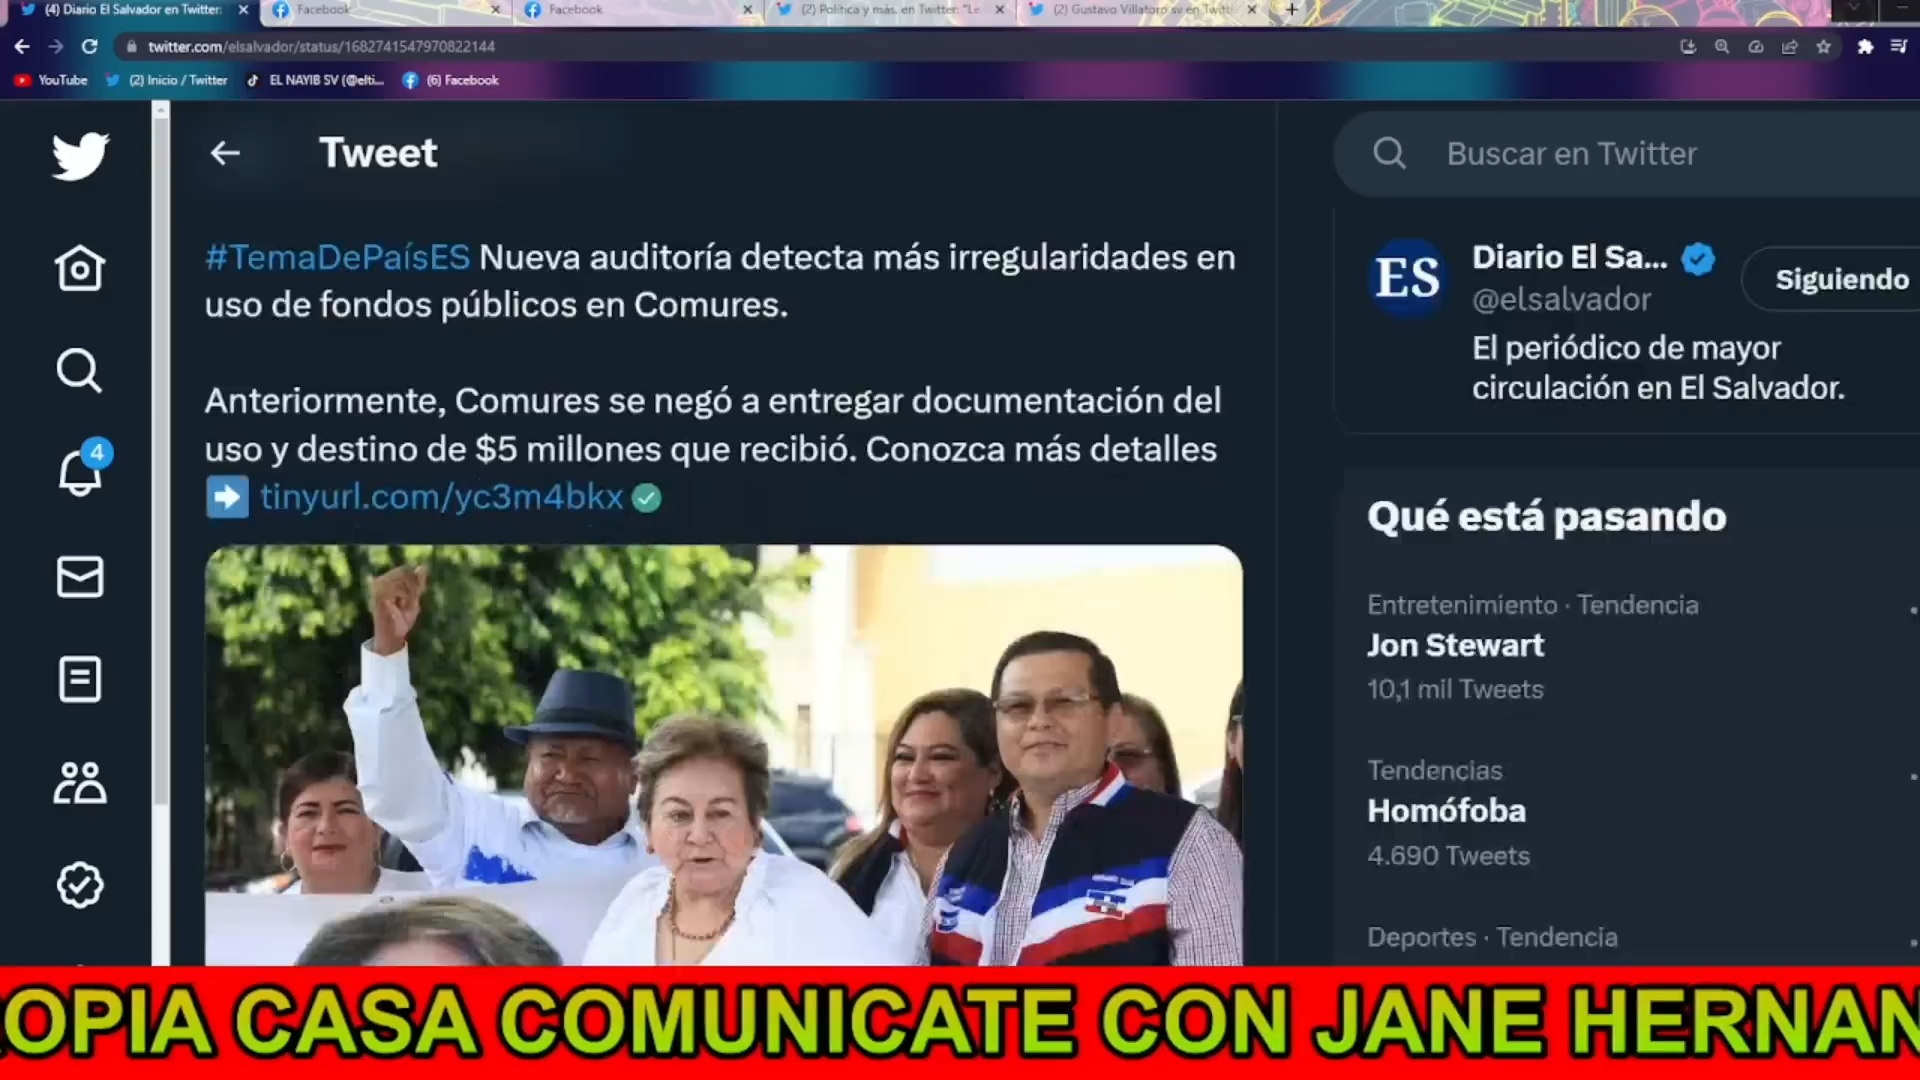 (4) Diario El Salvador en Twitter:
Facebook
Facebook
(2) Política y más. en Twitter: "Le
(2) Gustavo Villatoro sv en Twitt
twitter.com/elsalvador/status/1682741547970822144
YouTube
(2) Inicio / Twitter
EL NAYIB SV (@elti...
(6) Facebook
Tweet
#TemaDePaísES Nueva auditoría detecta más irregularidades en
uso de fondos públicos en Comures.
Anteriormente, Comures se negó a entregar documentación del
uso y destino de $5 millones que recibió. Conozca más detalles
tinyurl.com/yc3m4bkx
4
Buscar en Twitter
ES
Diario El Sa...
@elsalvador
Siguiendo
El periódico de mayor
circulación en El Salvador.
Qué está pasando
Entretenimiento · Tendencia
Jon Stewart
10,1 mil Tweets
Tendencias
Homófoba
4.690 Tweets
Deportes · Tendencia
ROPIA CASA COMUNICATE CON JANE HERNAN